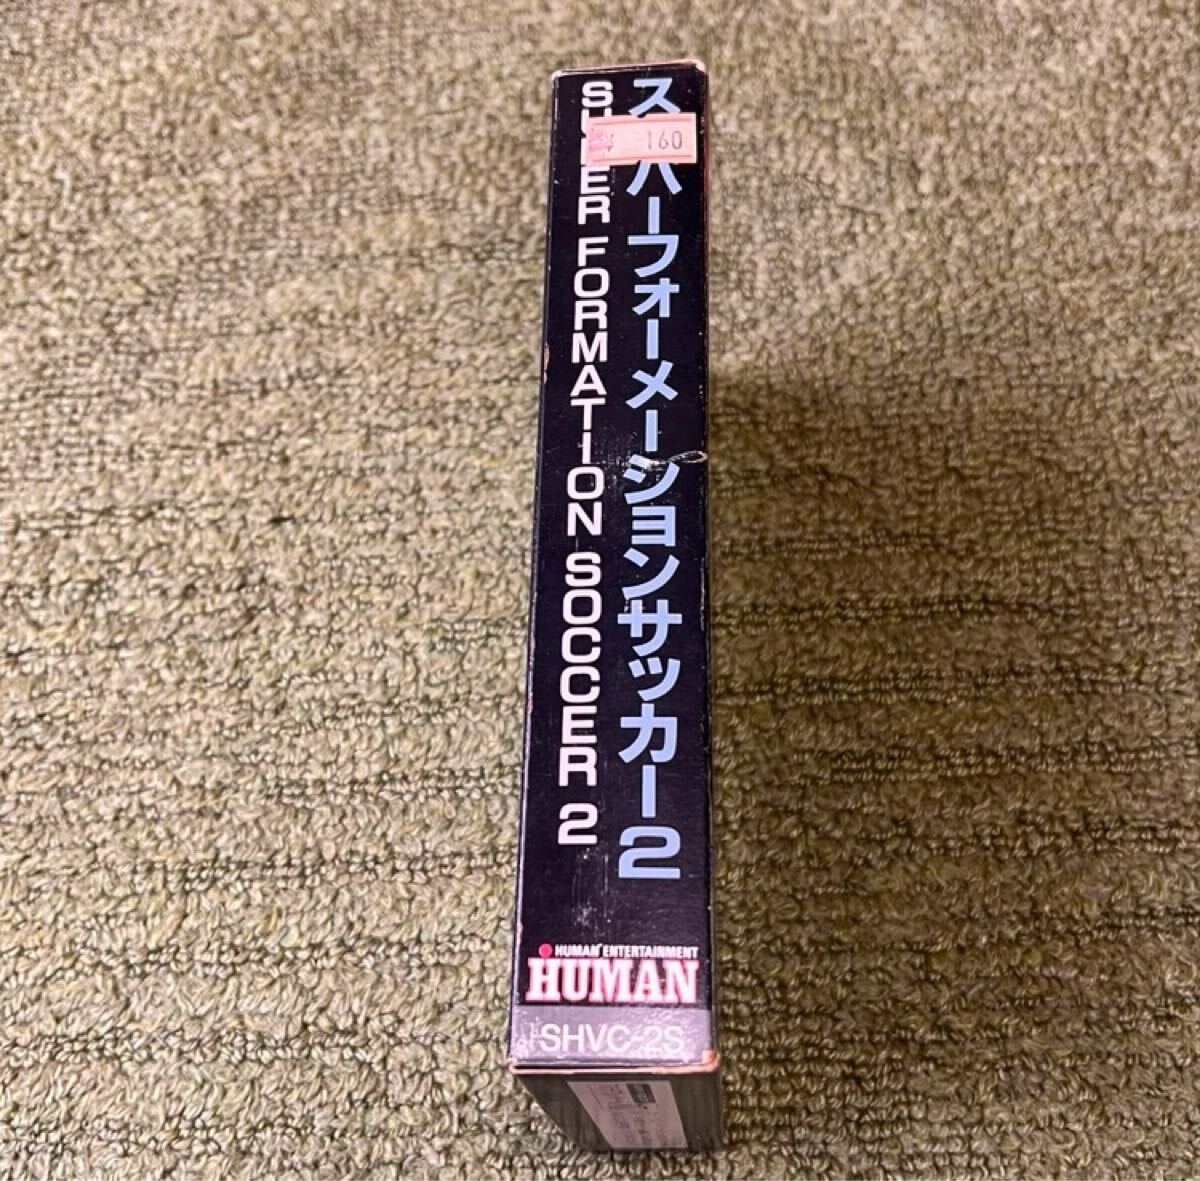 スーパーフォーメーションサッカー2
SUPER FORMATION SOCCER 2
¥ 160
HUMAN ENTERTAINMENT
HUMAN
SHVC-2S